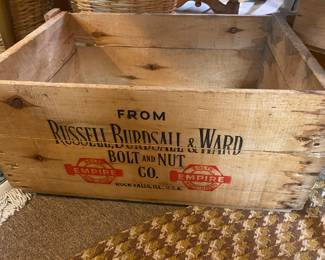 FROM
RUSSELL, BURDSALL & WARD
BOLT AND NUT
CO.
EMPIRE
EMPIRE
ROCK FALLS, ILL., U.S.A.